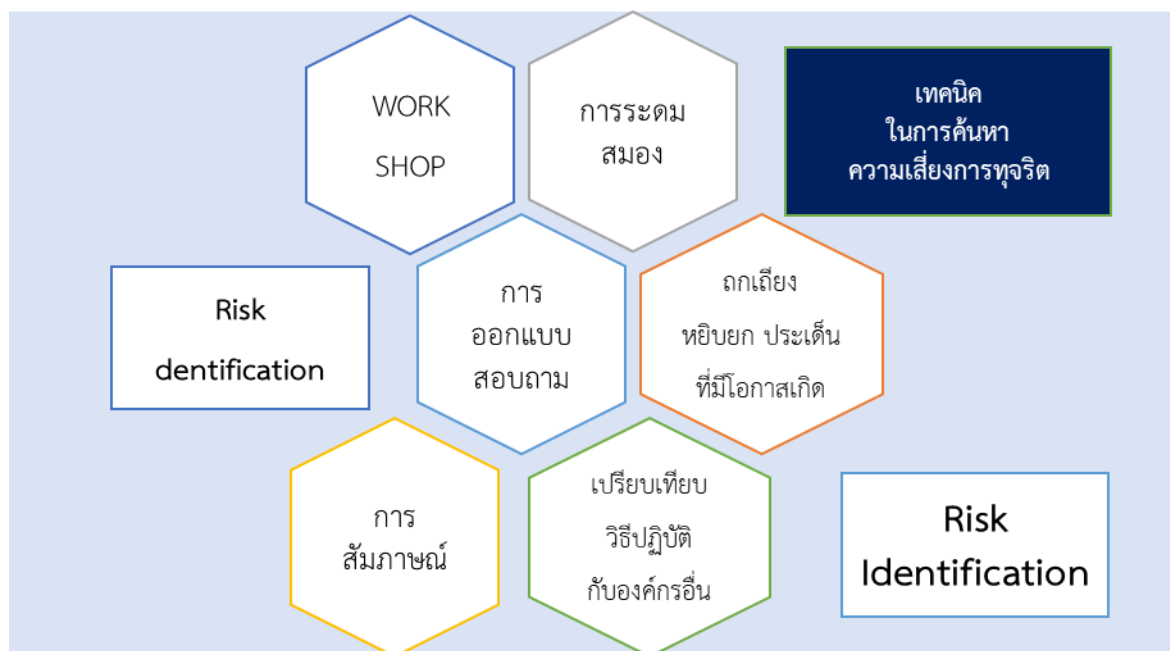 WORK
SHOP
การระดม
สมอง
เทคนิค
ในการค้นหา
ความเสี่ยงการทุจริต
Risk
dentification
การ
ออกแบบ
สอบถาม
ถกเถียง
หยิบยก ประเด็น
ที่มีโอกาสเกิด
การ
สัมภาษณ์
เปรียบเทียบ
วิธีปฏิบัติ
กับองค์กรอื่น
Risk
Identification